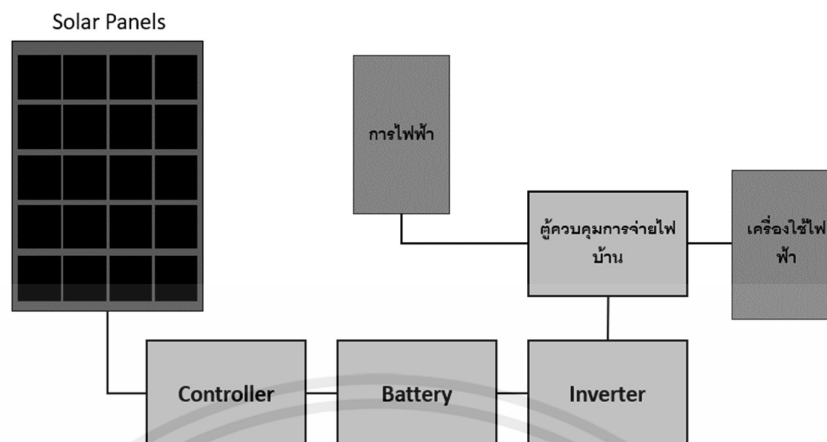 Solar Panels
การไฟฟ้า
ตู้ควบคุมการจ่ายไฟ
บ้าน
เครื่องใช้ไฟ
ฟ้า
Controller
Battery
Inverter